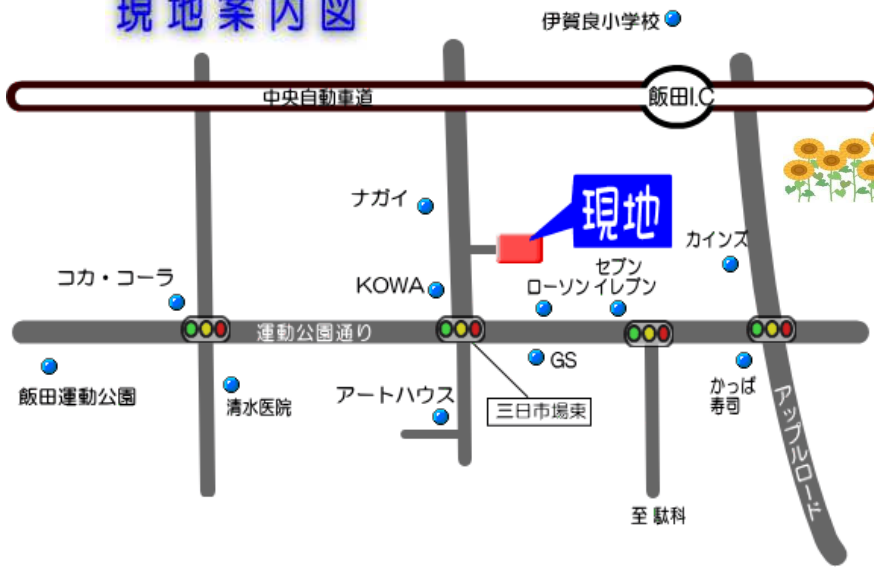 現地案内図
伊賀良小学校
中央自動車道
飯田I.C
ナガイ
現地
カインズ
コカ・コーラ
KOWA
ローソン
セブン
イレブン
運動公園通り
GS
飯田運動公園
清水医院
アートハウス
三日市場東
かっぱ
寿司
アップルロード
至 駄科